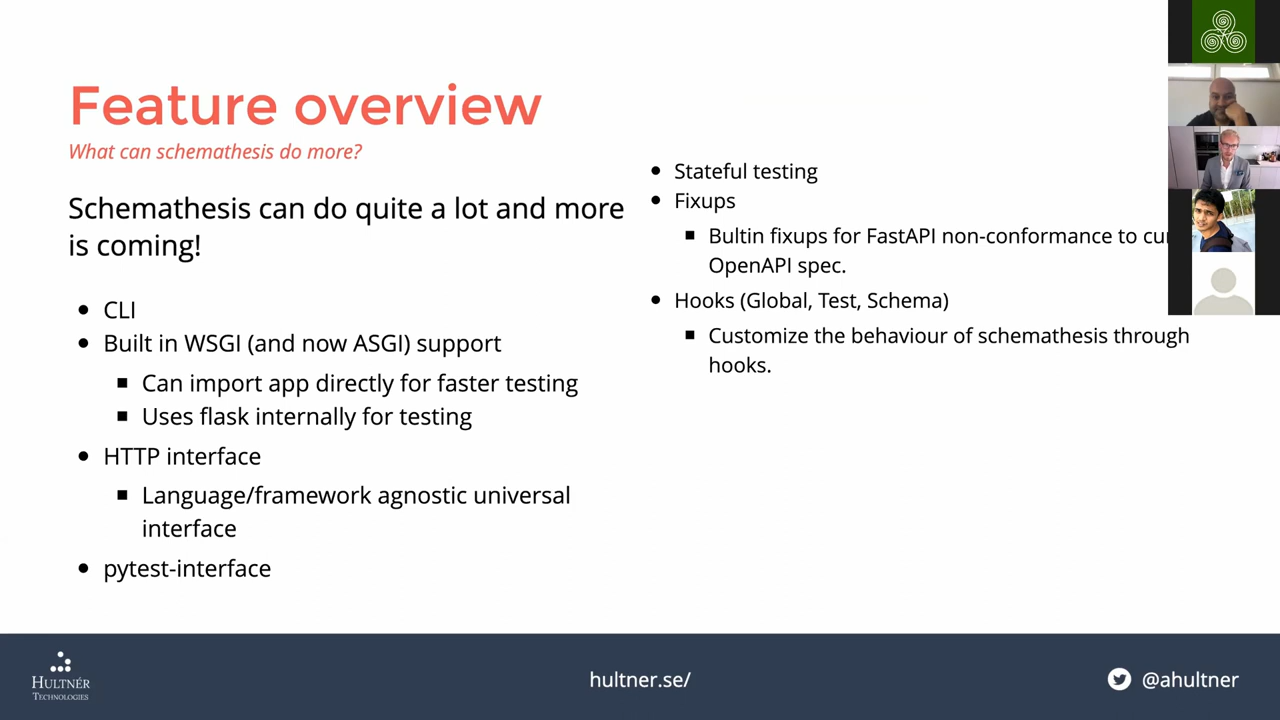 Feature overview
What can schemathesis do more?
Schemathesis can do quite a lot and more
is coming!
CLI
Built in WSGI (and now ASGI) support
Can import app directly for faster testing
Uses flask internally for testing
HTTP interface
Language/framework agnostic universal
interface
pytest-interface
Stateful testing
Fixups
Bultin fixups for FastAPI non-conformance to
OpenAPI spec.
Hooks (Global, Test, Schema)
Customize the behaviour of schemathesis through
hooks.
HULTNÉR
TECHNOLOGIES
hultner.se/
@ahultner